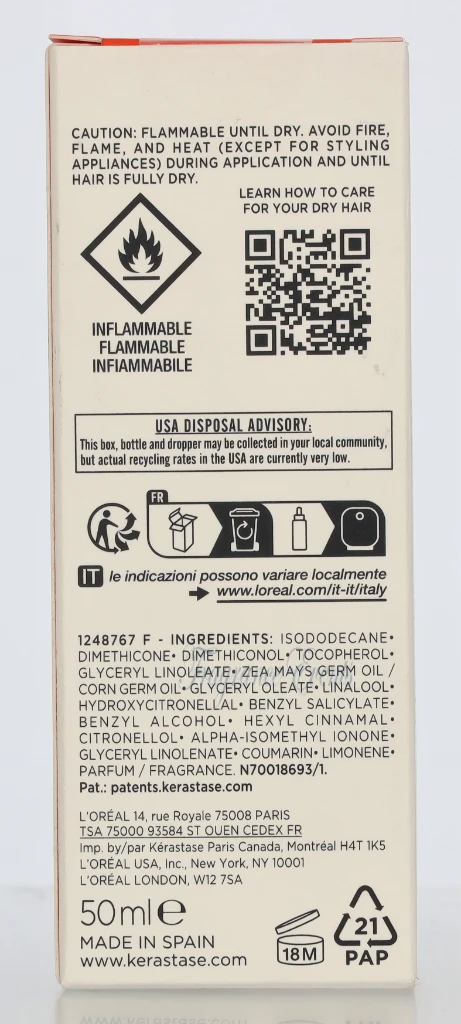 CAUTION: FLAMMABLE UNTIL DRY. AVOID FIRE,
FLAME, AND HEAT (EXCEPT FOR STYLING
APPLIANCES) DURING APPLICATION AND UNTIL
HAIR IS FULLY DRY.
LEARN HOW TO CARE
FOR YOUR DRY HAIR
INFLAMMABLE
FLAMMABLE
INFIAMMABILE
USA DISPOSAL ADVISORY:
This box, bottle and dropper may be collected in your local community,
but actual recycling rates in the USA are currently very low.
FR
IT le indicazioni possono variare localmente
www.loreal.com/it-it/italy
1248767 F - INGREDIENTS: ISODODECANE•
DIMETHICONE• DIMETHICONOL• TOCOPHEROL•
GLYCERYL LINOLEATE• ZEA MAYS GERM OIL /
CORN GERM OIL• GLYCERYL OLEATE• LINALOOL•
HYDROXYCITRONELLAL• BENZYL SALICYLATE•
BENZYL ALCOHOL• HEXYL CINNAMAL•
CITRONELLOL• ALPHA-ISOMETHYL IONONE•
GLYCERYL LINOLENATE• COUMARIN• LIMONENE•
PARFUM / FRAGRANCE. N70018693/1.
Pat.: patents.kerastase.com
L'ORÉAL 14, rue Royale 75008 PARIS
TSA 75000 93584 ST OUEN CEDEX FR
Imp. by/par Kérastase Paris Canada, Montréal H4T 1K5
L'ORÉAL USA, Inc., New York, NY 10001
L'ORÉAL LONDON, W12 7SA
50 ml e
MADE IN SPAIN
www.kerastase.com
18M
21
PAP